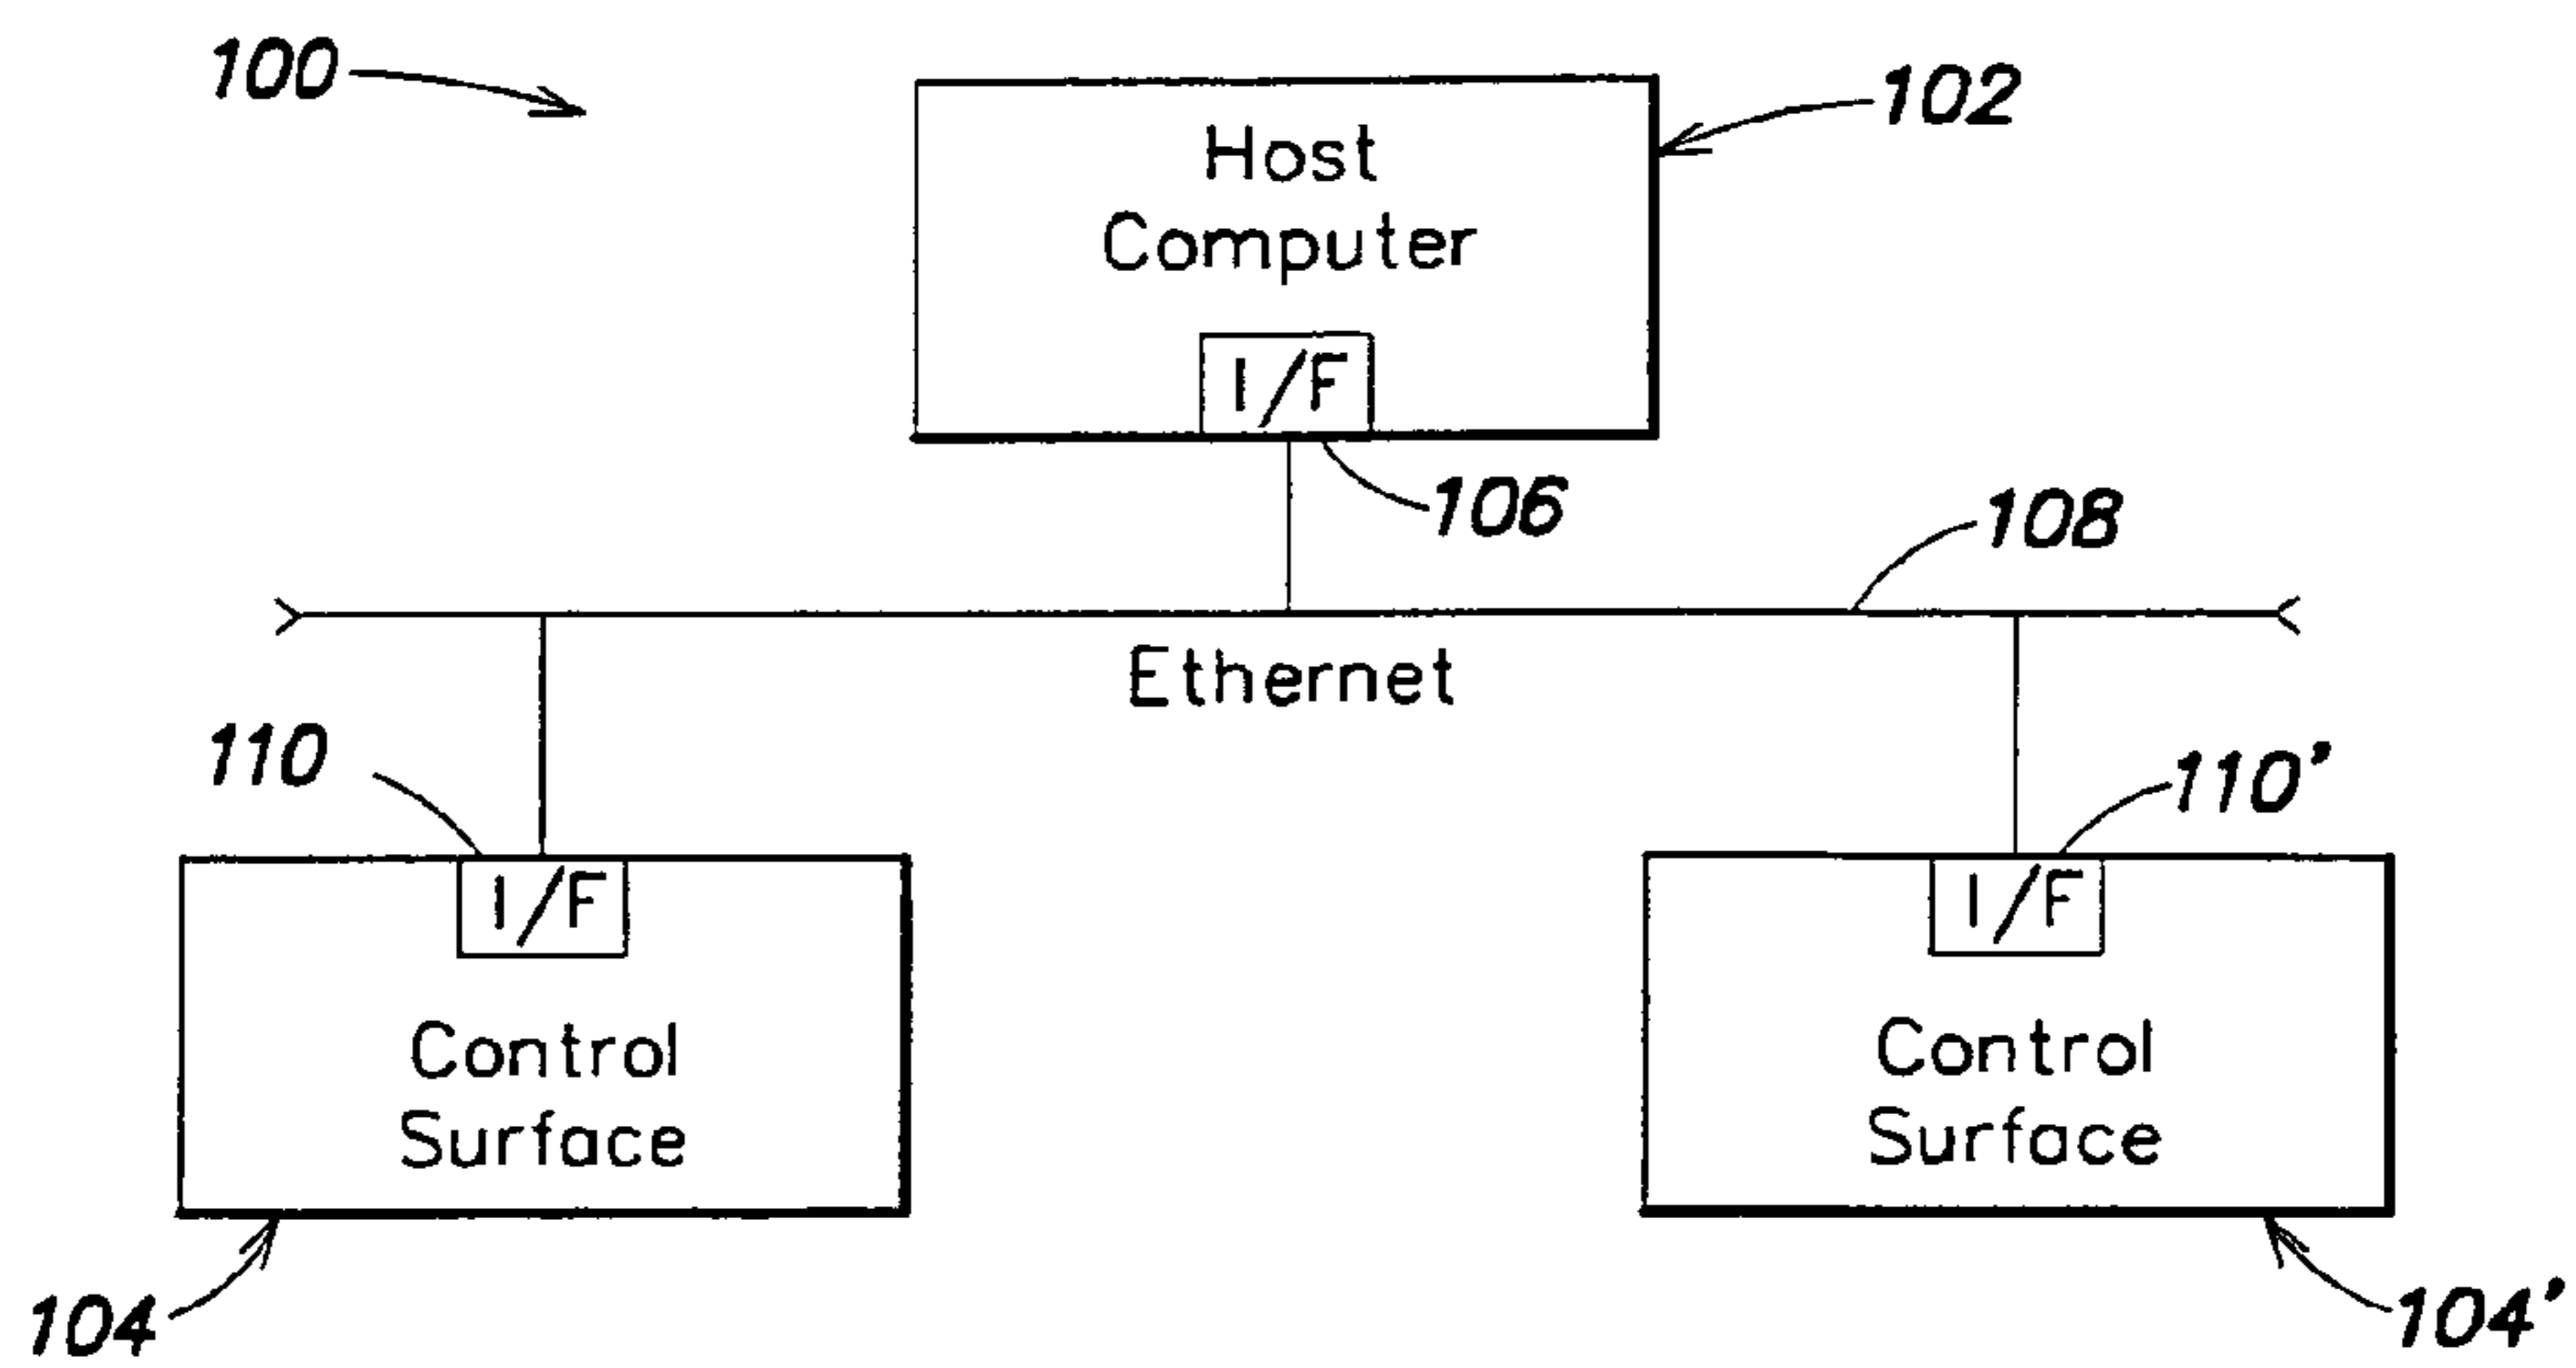 100
102
Host
Computer
I/F
106
108
Ethernet
110
110'
I/F
I/F
Control
Surface
Control
Surface
104
104'